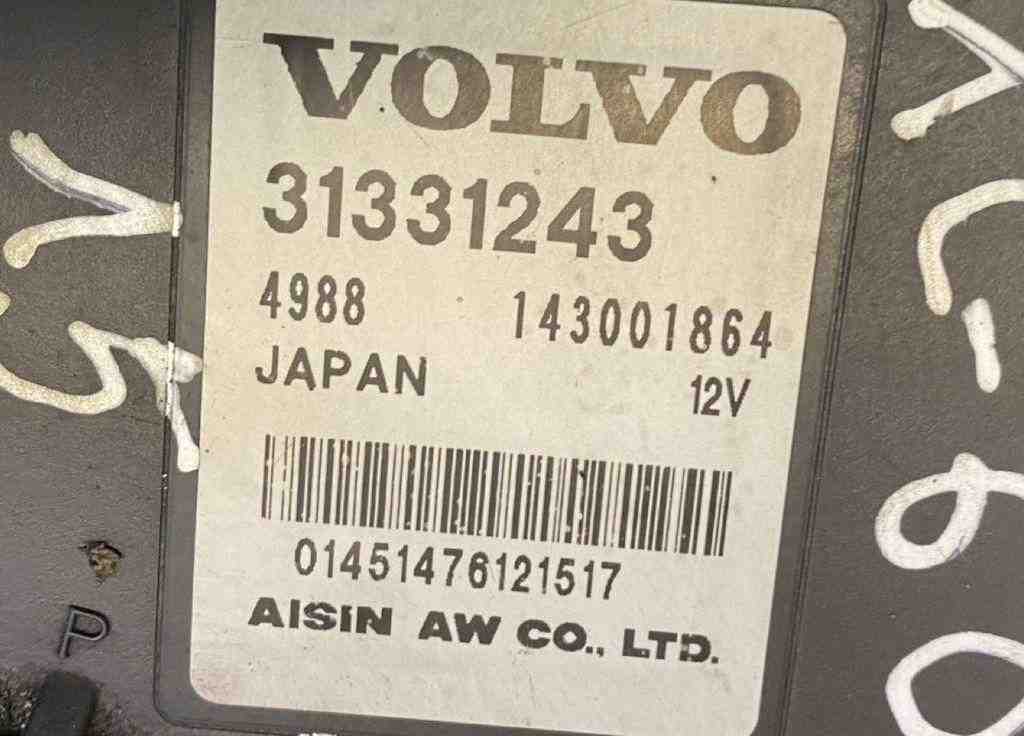 VOLVO
31331243
4988 143001864
JAPAN 12V
01451476121517
AISIN AW CO., LTD.
P